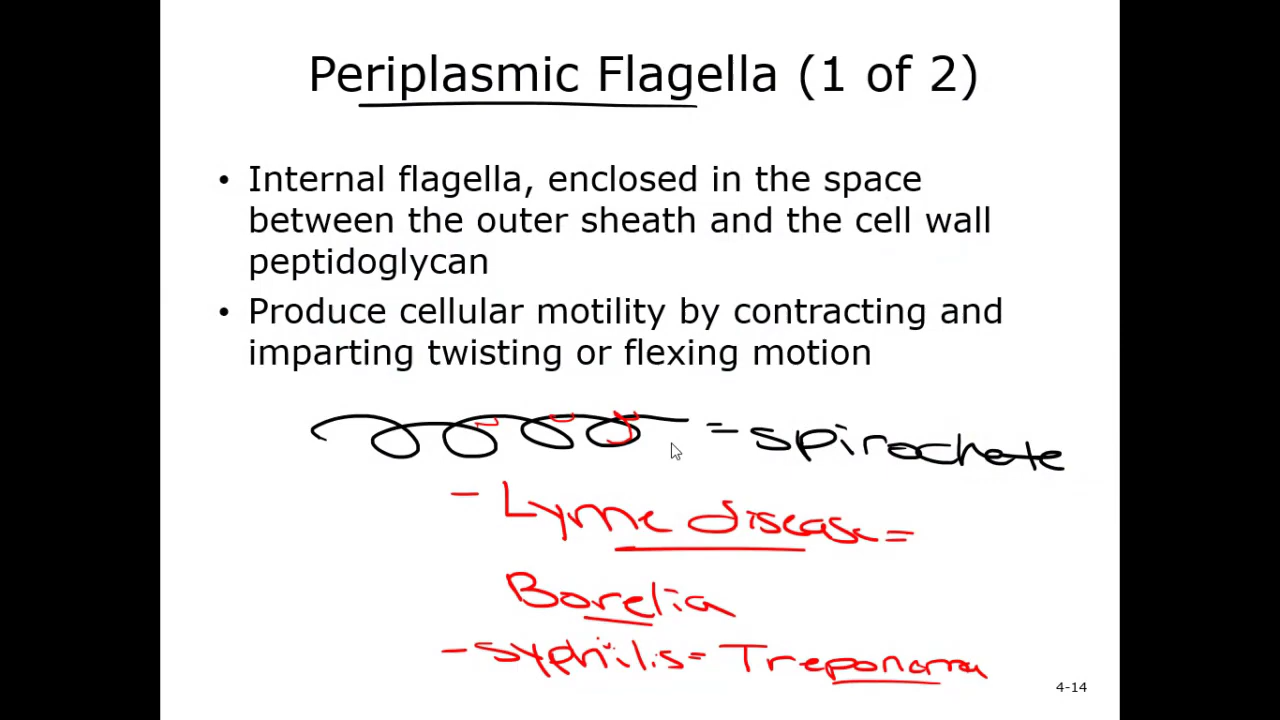 Periplasmic Flagella (1 of 2)
• Internal flagella, enclosed in the space
between the outer sheath and the cell wall
peptidoglycan
• Produce cellular motility by contracting and
imparting twisting or flexing motion
= spirochete
- Lyme disease =
Borelia
- syphilis = Treponoma
4-14